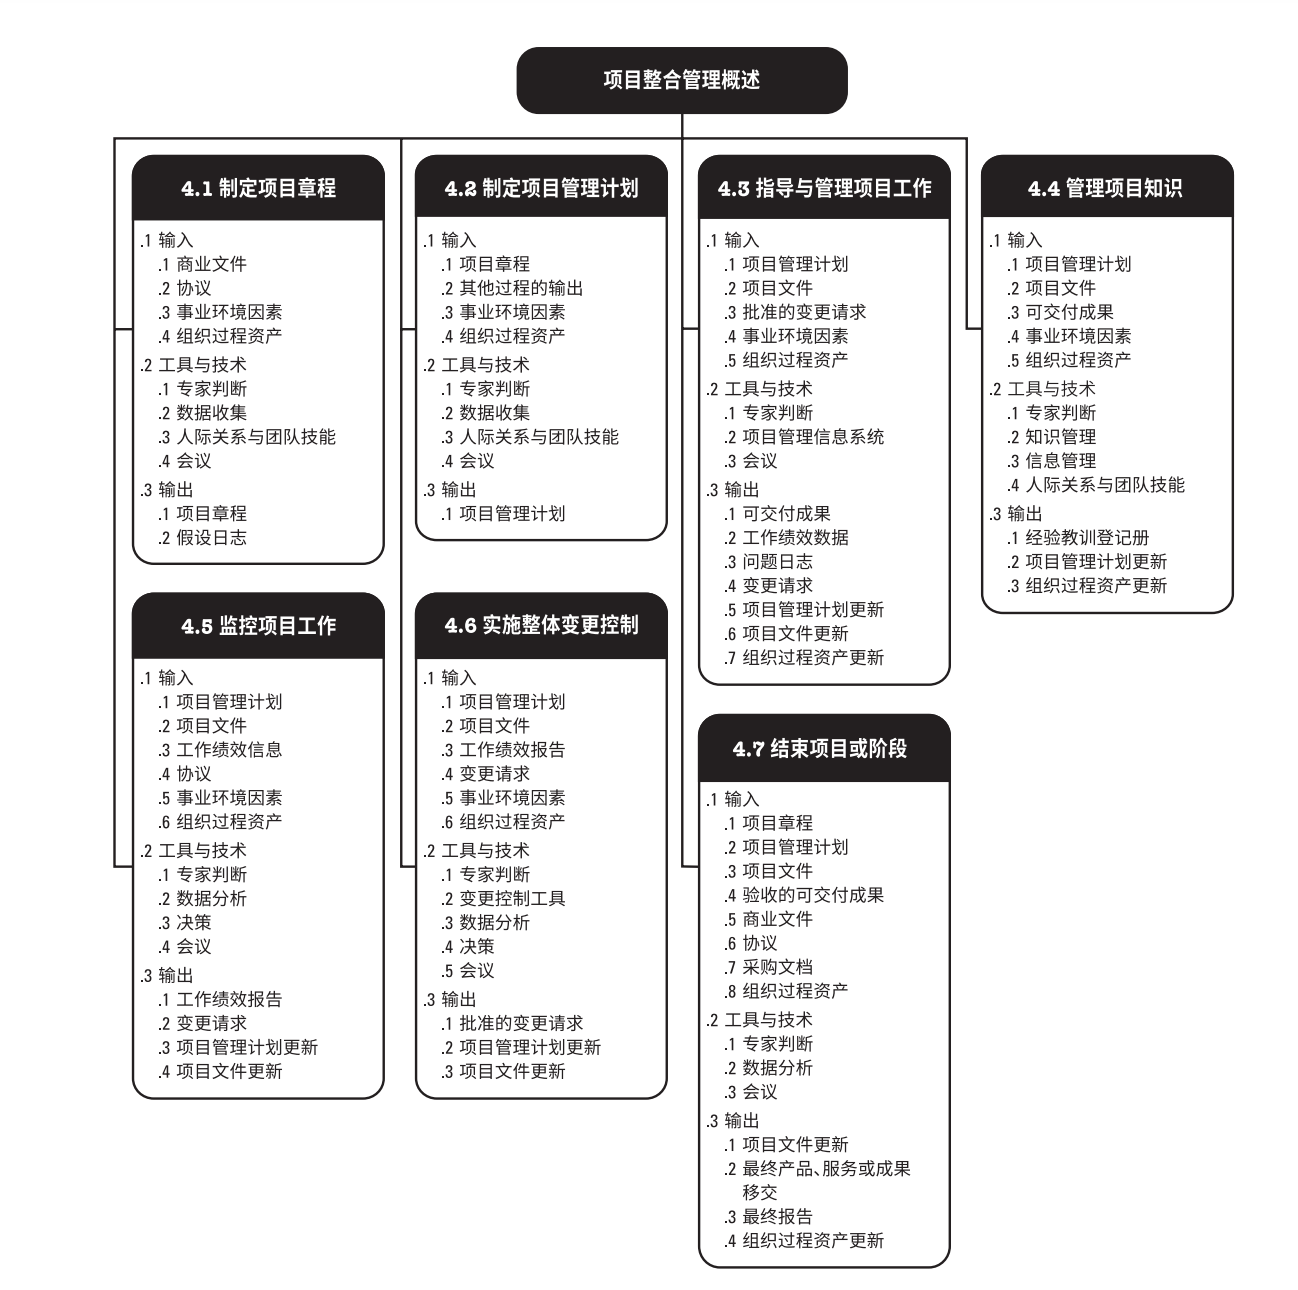 项目整合管理概述
4.1 制定项目章程
.1 输入
.1 商业文件
.2 协议
.3 事业环境因素
.4 组织过程资产
.2 工具与技术
.1 专家判断
.2 数据收集
.3 人际关系与团队技能
.4 会议
.3 输出
.1 项目章程
.2 假设日志
4.2 制定项目管理计划
.1 输入
.1 项目章程
.2 其他过程的输出
.3 事业环境因素
.4 组织过程资产
.2 工具与技术
.1 专家判断
.2 数据收集
.3 人际关系与团队技能
.4 会议
.3 输出
.1 项目管理计划
4.3 指导与管理项目工作
.1 输入
.1 项目管理计划
.2 项目文件
.3 批准的变更请求
.4 事业环境因素
.5 组织过程资产
.2 工具与技术
.1 专家判断
.2 项目管理信息系统
.3 会议
.3 输出
.1 可交付成果
.2 工作绩效数据
.3 问题日志
.4 变更请求
.5 项目管理计划更新
.6 项目文件更新
.7 组织过程资产更新
4.4 管理项目知识
.1 输入
.1 项目管理计划
.2 项目文件
.3 可交付成果
.4 事业环境因素
.5 组织过程资产
.2 工具与技术
.1 专家判断
.2 知识管理
.3 信息管理
.4 人际关系与团队技能
.3 输出
.1 经验教训登记册
.2 项目管理计划更新
.3 组织过程资产更新
4.5 监控项目工作
.1 输入
.1 项目管理计划
.2 项目文件
.3 工作绩效信息
.4 协议
.5 事业环境因素
.6 组织过程资产
.2 工具与技术
.1 专家判断
.2 数据分析
.3 决策
.4 会议
.3 输出
.1 工作绩效报告
.2 变更请求
.3 项目管理计划更新
.4 项目文件更新
4.6 实施整体变更控制
.1 输入
.1 项目管理计划
.2 项目文件
.3 工作绩效报告
.4 变更请求
.5 事业环境因素
.6 组织过程资产
.2 工具与技术
.1 专家判断
.2 变更控制工具
.3 数据分析
.4 决策
.5 会议
.3 输出
.1 批准的变更请求
.2 项目管理计划更新
.3 项目文件更新
4.7 结束项目或阶段
.1 输入
.1 项目章程
.2 项目管理计划
.3 项目文件
.4 验收的可交付成果
.5 商业文件
.6 协议
.7 采购文档
.8 组织过程资产
.2 工具与技术
.1 专家判断
.2 数据分析
.3 会议
.3 输出
.1 项目文件更新
.2 最终产品、服务或成果
移交
.3 最终报告
.4 组织过程资产更新